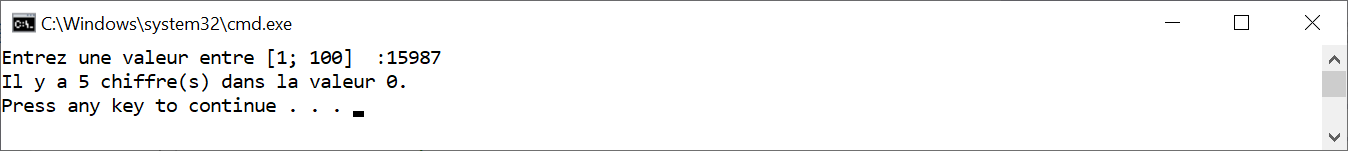 C:\Windows\system32\cmd.exe
Entrez une valeur entre [1; 100]  :15987
Il y a 5 chiffre(s) dans la valeur 0.
Press any key to continue . . .